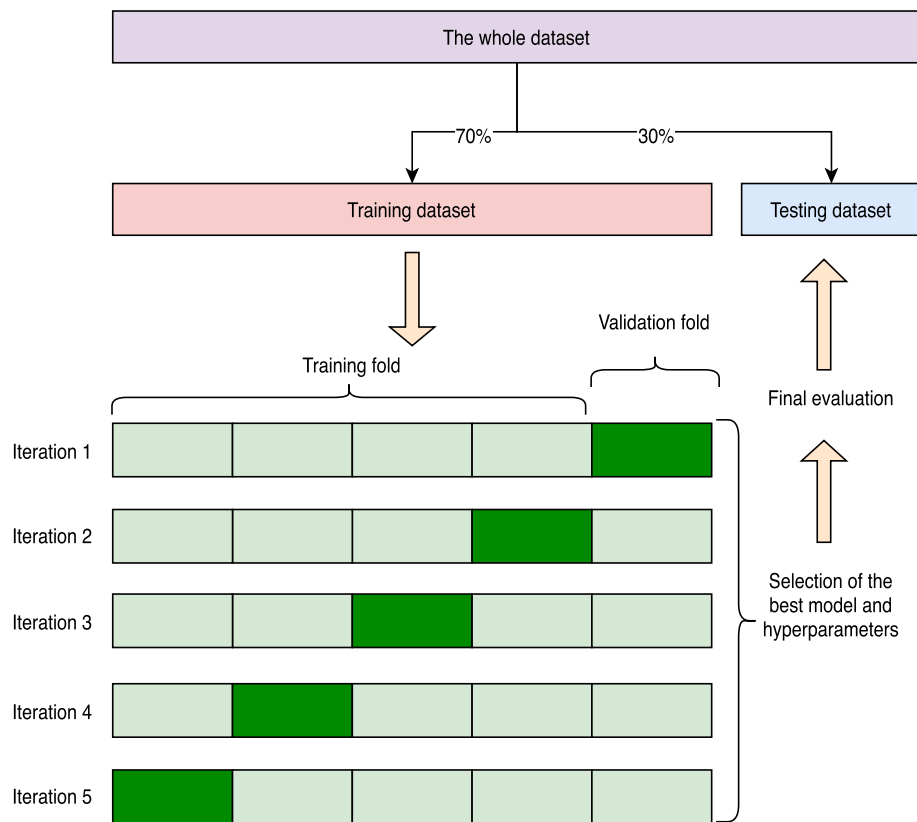 The whole dataset
70%
30%
Training dataset
Testing dataset
Validation fold
Training fold
Final evaluation
Iteration 1
Iteration 2
Selection of the
best model and
hyperparameters
Iteration 3
Iteration 4
Iteration 5